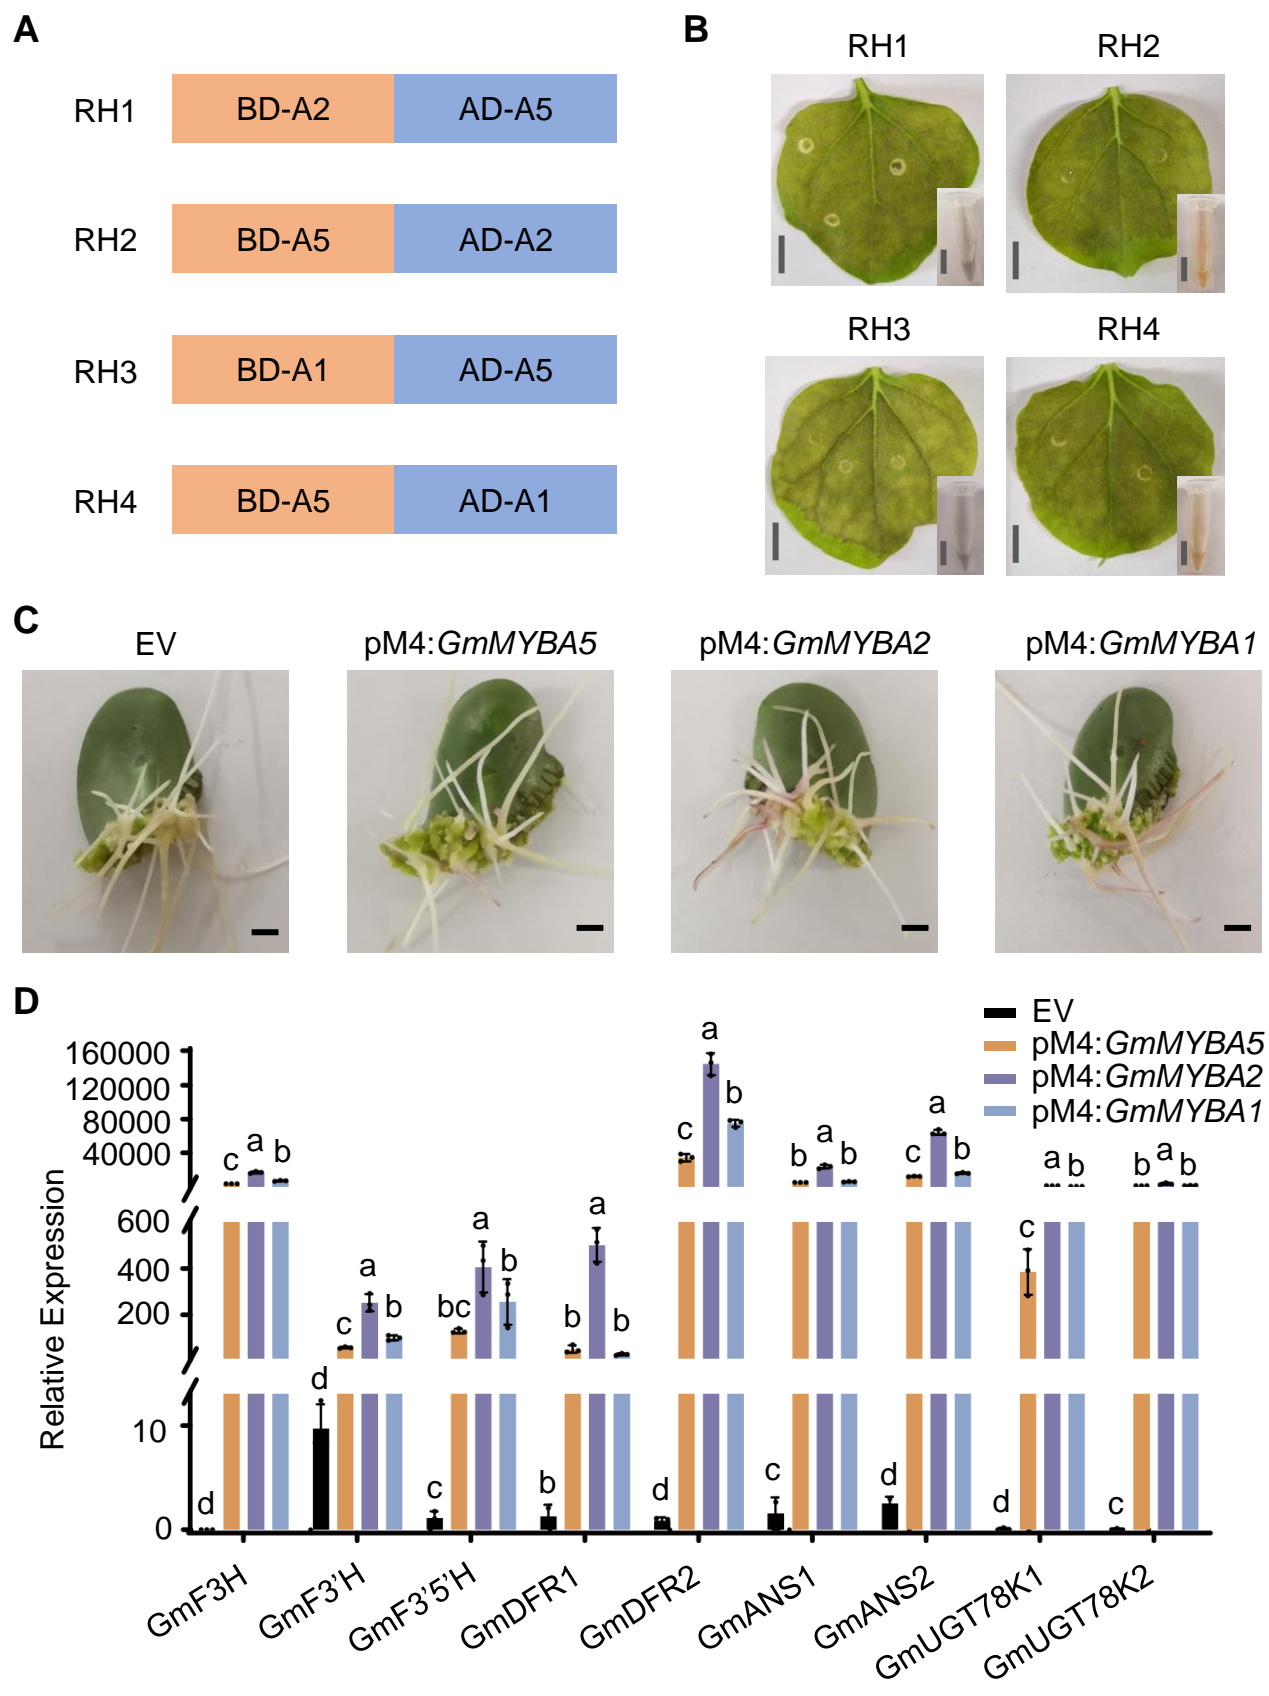 A
RH1 BD-A2 AD-A5
RH2 BD-A5 AD-A2
RH3 BD-A1 AD-A5
RH4 BD-A5 AD-A1
B
RH1 RH2
RH3 RH4
C
EV pM4:GmMYBA5 pM4:GmMYBA2 pM4:GmMYBA1
D
EV
pM4:GmMYBA5
pM4:GmMYBA2
pM4:GmMYBA1
Relative Expression
160000
120000
80000
40000
600
400
200
10
0
d c a b
d c a b
c bc a b
b b a b
d c a b
c b a b
d c a b
d c a b
c b a b
GmF3H GmF3’H GmF3’5’H GmDFR1 GmDFR2 GmANS1 GmANS2 GmUGT78K1 GmUGT78K2